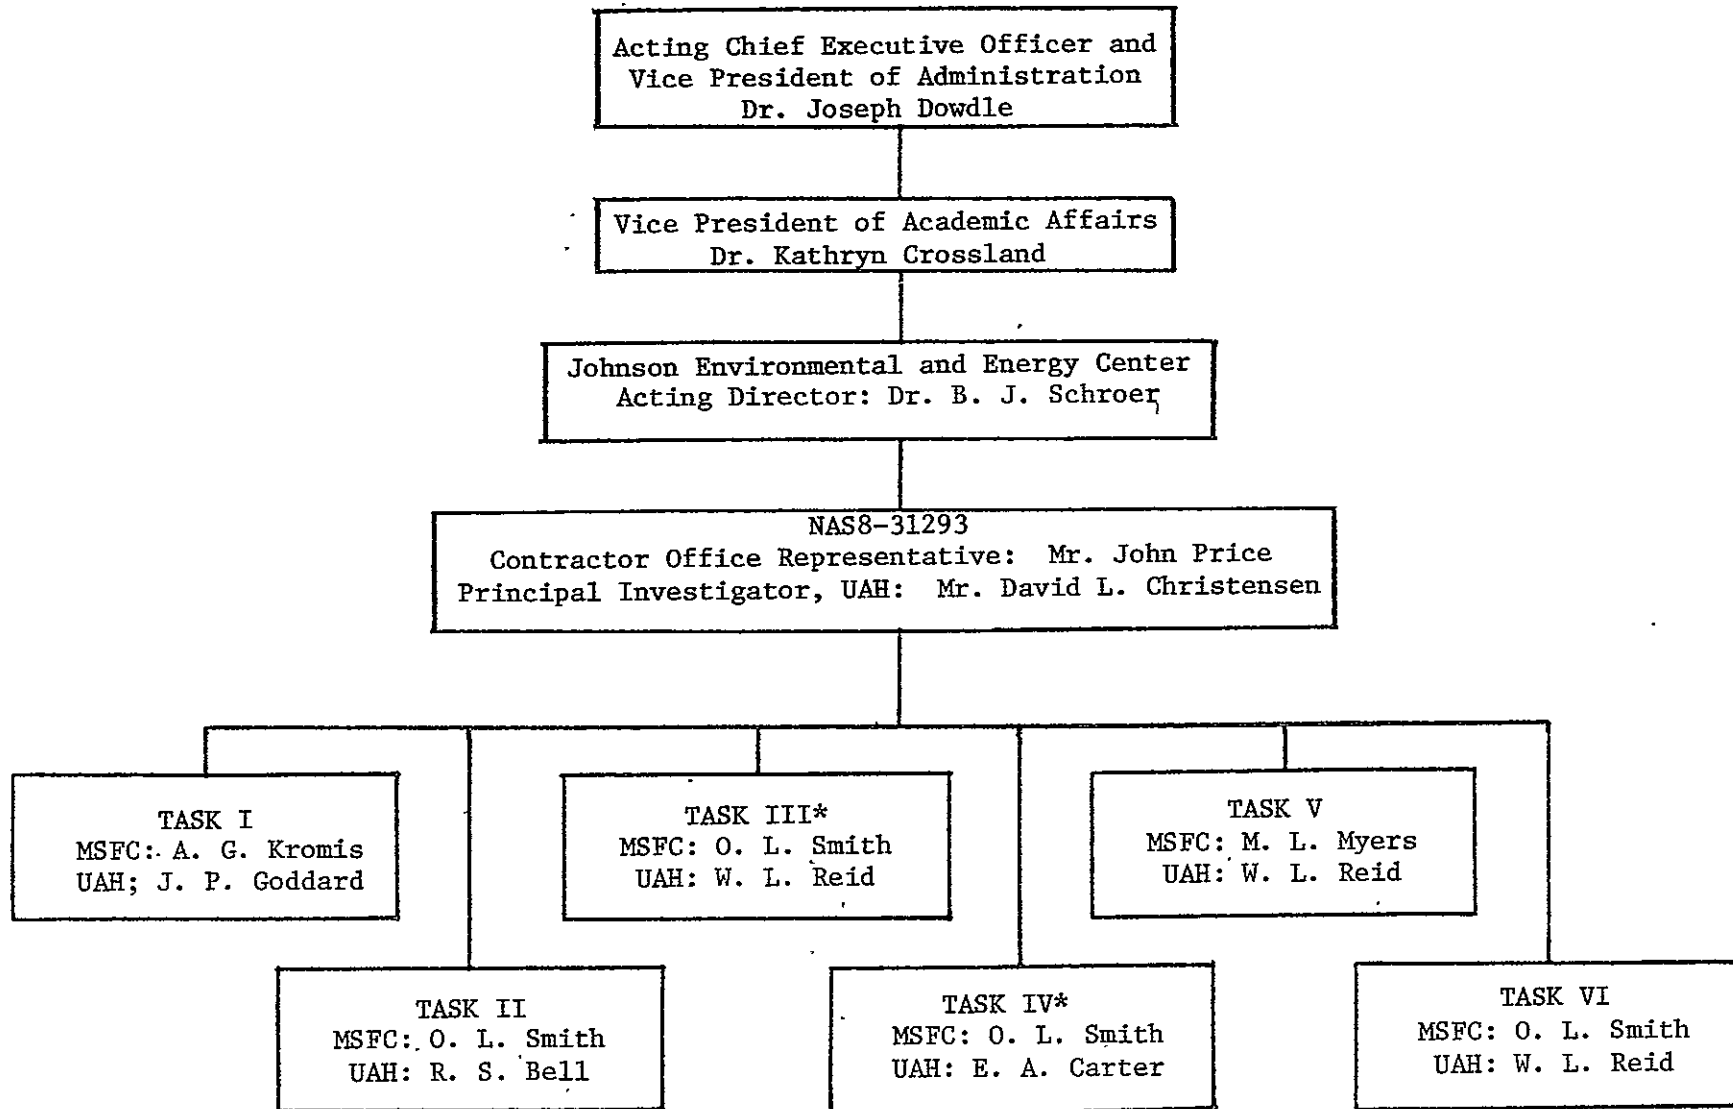 Acting Chief Executive Officer and
Vice President of Administration
Dr. Joseph Dowdle
Vice President of Academic Affairs
Dr. Kathryn Crossland
Johnson Environmental and Energy Center
Acting Director: Dr. B. J. Schroer
NAS8-31293
Contractor Office Representative: Mr. John Price
Principal Investigator, UAH: Mr. David L. Christensen
TASK I
MSFC: A. G. Kromis
UAH; J. P. Goddard
TASK II
MSFC: O. L. Smith
UAH: R. S. Bell
TASK III*
MSFC: O. L. Smith
UAH: W. L. Reid
TASK IV*
MSFC: O. L. Smith
UAH: E. A. Carter
TASK V
MSFC: M. L. Myers
UAH: W. L. Reid
TASK VI
MSFC: O. L. Smith
UAH: W. L. Reid